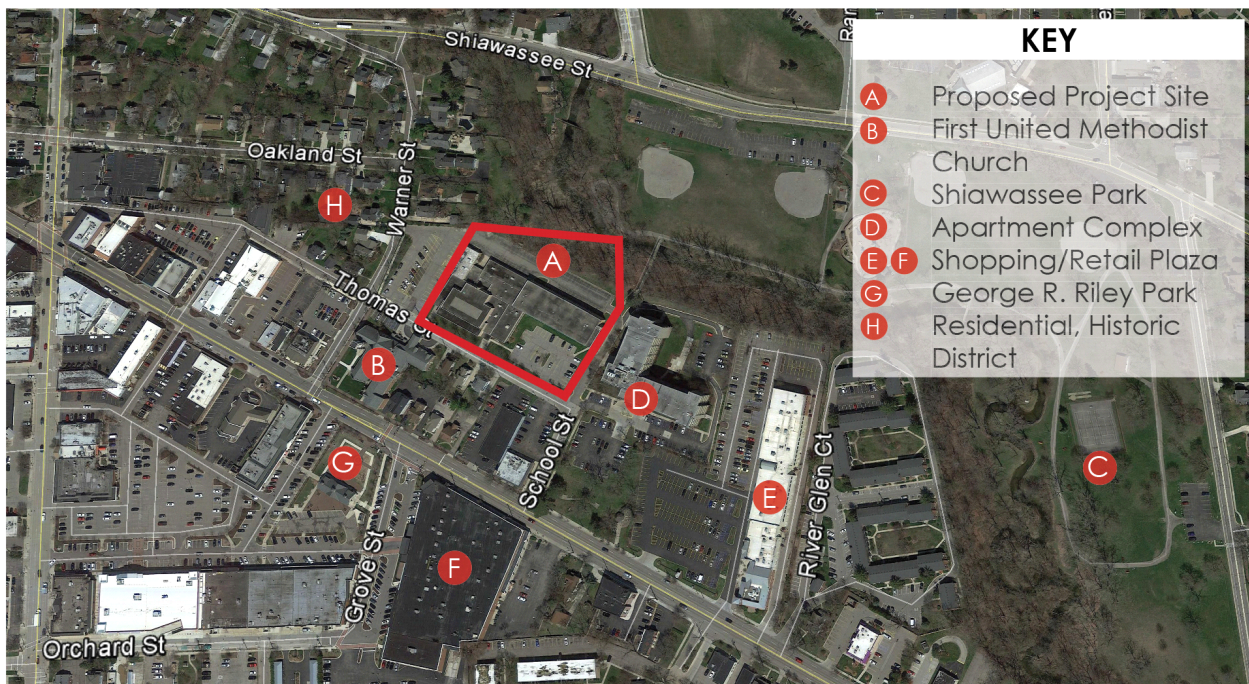 Shiawassee St
Ra
er
KEY
A Proposed Project Site
B First United Methodist
Church
C Shiawassee Park
D Apartment Complex
E F Shopping/Retail Plaza
G George R. Riley Park
H Residential, Historic
District
Oakland St
Warner St
H
A
Thomas St
B
D
School St
G
C
E
River Glen Ct
Grove St
F
Orchard St